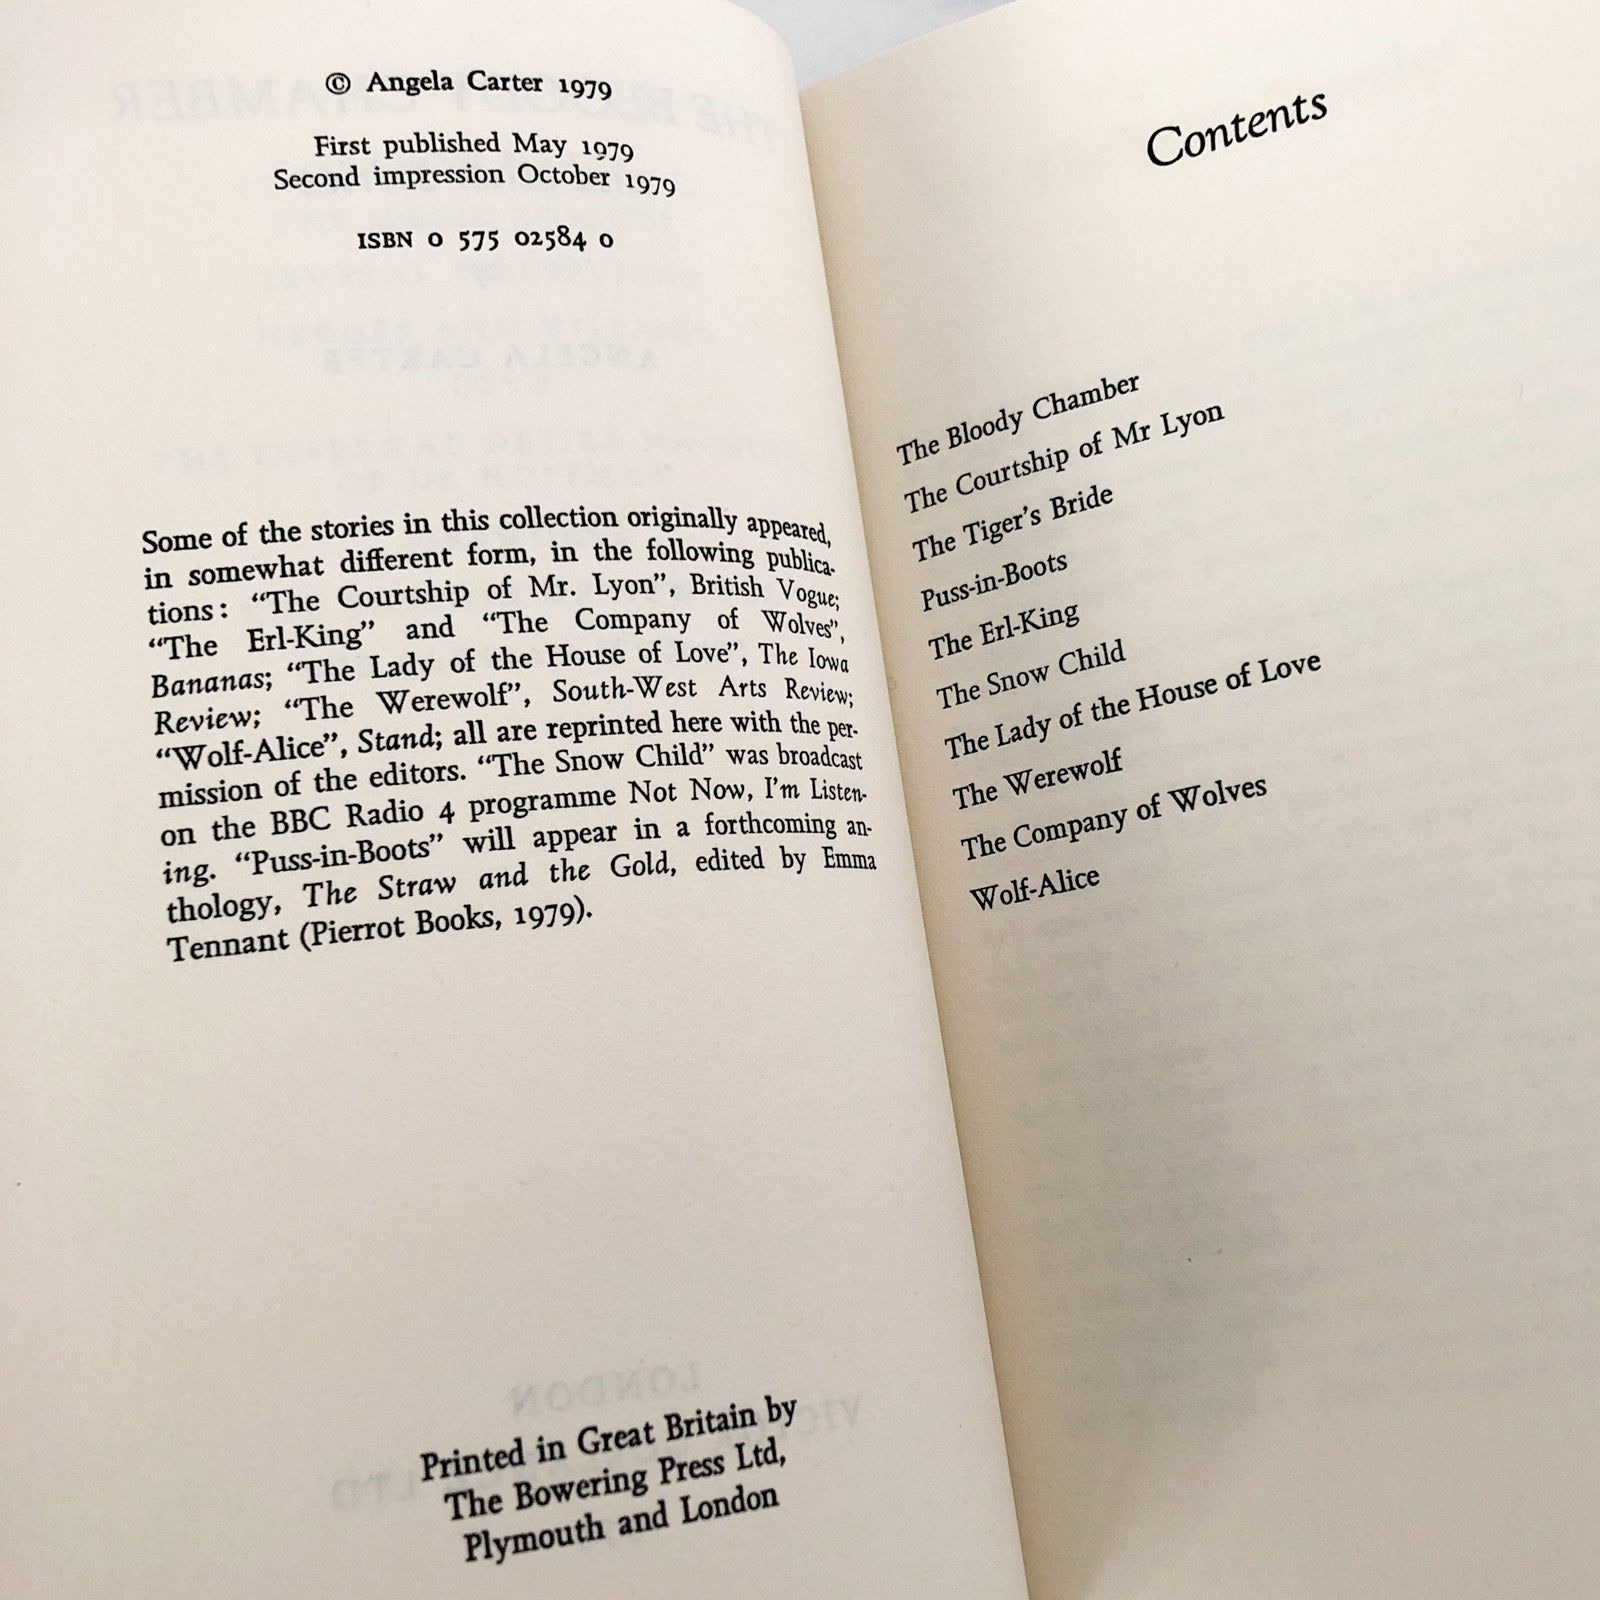 © Angela Carter 1979
First published May 1979
Second impression October 1979
ISBN 0 575 02584 0
Some of the stories in this collection originally appeared,
in somewhat different form, in the following publica-
tions: “The Courtship of Mr. Lyon”, British Vogue;
“The Erl-King” and “The Company of Wolves”,
Bananas; “The Lady of the House of Love”, The Iowa
Review; “The Werewolf”, South-West Arts Review;
“Wolf-Alice”, Stand; all are reprinted here with the per-
mission of the editors. “The Snow Child” was broadcast
on the BBC Radio 4 programme Not Now, I’m Listen-
ing. “Puss-in-Boots” will appear in a forthcoming an-
thology, The Straw and the Gold, edited by Emma
Tennant (Pierrot Books, 1979).
Printed in Great Britain by
The Bowering Press Ltd,
Plymouth and London
Contents
The Bloody Chamber
The Courtship of Mr Lyon
The Tiger’s Bride
Puss-in-Boots
The Erl-King
The Snow Child
The Lady of the House of Love
The Werewolf
The Company of Wolves
Wolf-Alice